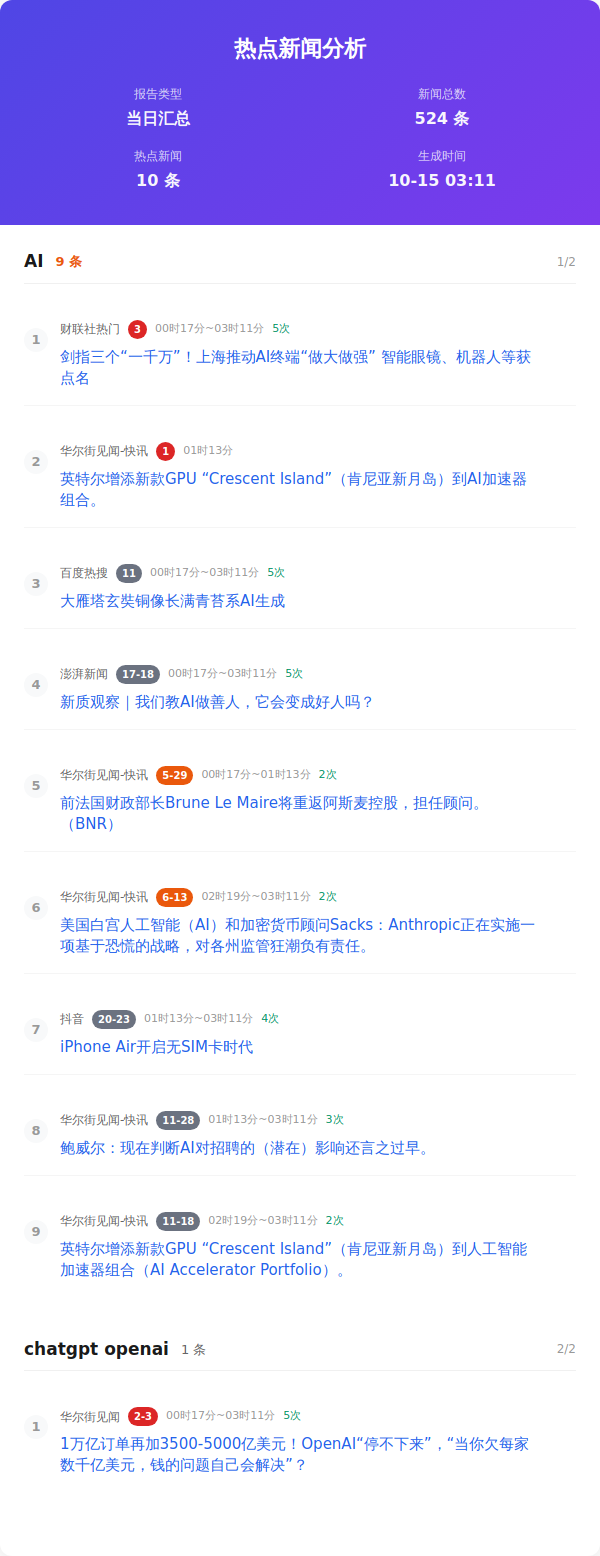 热点新闻分析
报告类型
新闻总数
当日汇总
524 条
热点新闻
生成时间
10 条
10-15 03:11
AI 9 条 1/2
1
财联社热门 3 00时17分~03时11分 5次
剑指三个“一千万”！上海推动AI终端“做大做强” 智能眼镜、机器人等获
点名
2
华尔街见闻-快讯 1 01时13分
英特尔增添新款GPU “Crescent Island”（肯尼亚新月岛）到AI加速器
组合。
3
百度热搜 11 00时17分~03时11分 5次
大雁塔玄奘铜像长满青苔系AI生成
4
澎湃新闻 17-18 00时17分~03时11分 5次
新质观察｜我们教AI做善人，它会变成好人吗？
5
华尔街见闻-快讯 5-29 00时17分~01时13分 2次
前法国财政部长Brune Le Maire将重返阿斯麦控股，担任顾问。
（BNR）
6
华尔街见闻-快讯 6-13 02时19分~03时11分 2次
美国白宫人工智能（AI）和加密货币顾问Sacks：Anthropic正在实施一
项基于恐慌的战略，对各州监管狂潮负有责任。
7
抖音 20-23 01时13分~03时11分 4次
iPhone Air开启无SIM卡时代
8
华尔街见闻-快讯 11-28 01时13分~03时11分 3次
鲍威尔：现在判断AI对招聘的（潜在）影响还言之过早。
9
华尔街见闻-快讯 11-18 02时19分~03时11分 2次
英特尔增添新款GPU “Crescent Island”（肯尼亚新月岛）到人工智能
加速器组合（AI Accelerator Portfolio）。
chatgpt openai 1 条 2/2
1
华尔街见闻 2-3 00时17分~03时11分 5次
1万亿订单再加3500-5000亿美元！OpenAI“停不下来”，“当你欠每家
数千亿美元，钱的问题自己会解决”？